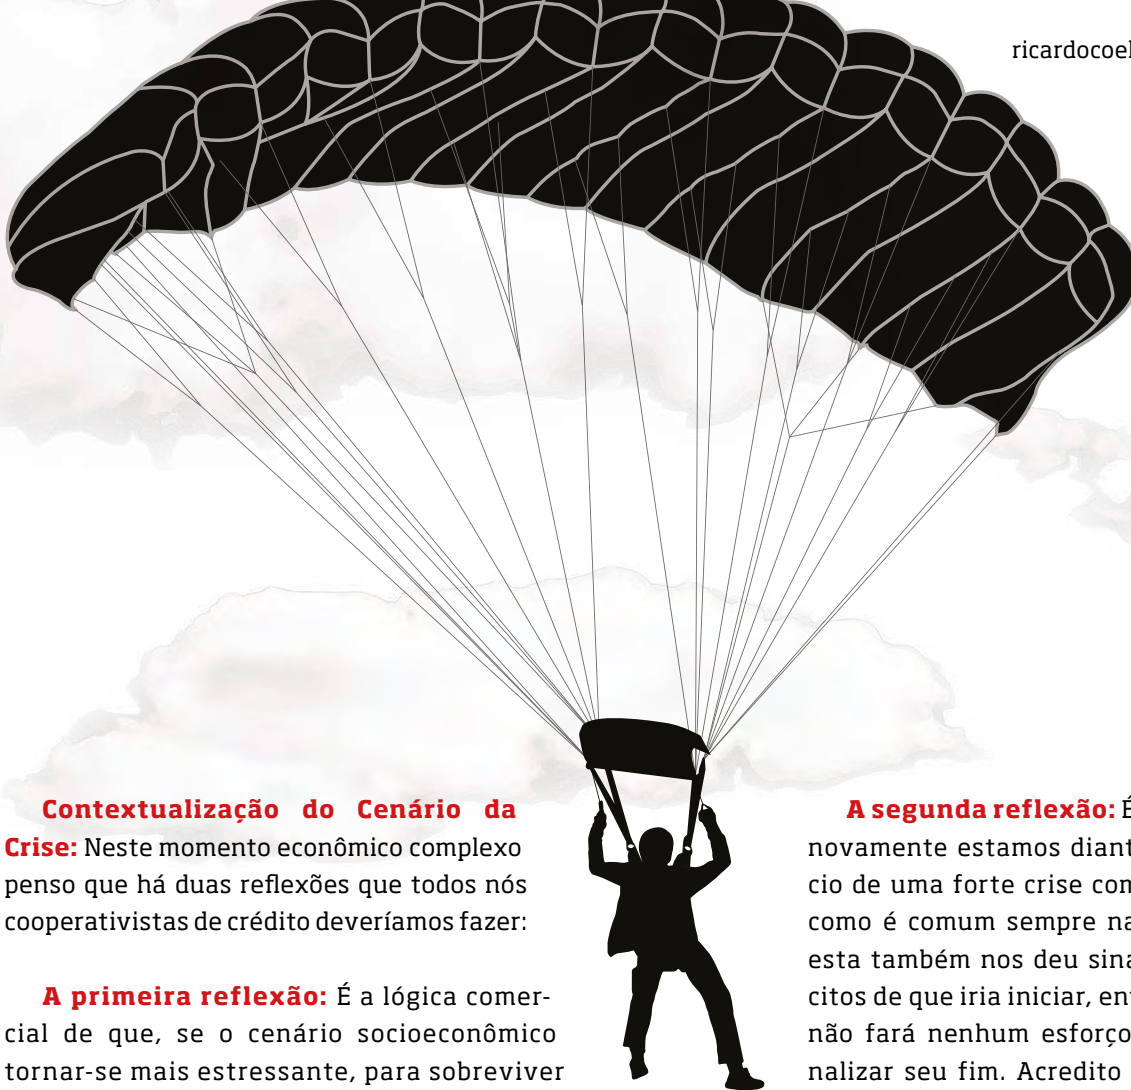 ricardocoel
Contextualização do Cenário da
Crise: Neste momento econômico complexo
penso que há duas reflexões que todos nós
cooperativistas de crédito deveríamos fazer:
A primeira reflexão: É a lógica comer-
cial de que, se o cenário socioeconômico
tornar-se mais estressante, para sobreviver
A segunda reflexão: É
novamente estamos diant
cio de uma forte crise com
como é comum sempre na
esta também nos deu sina
citos de que iria iniciar, en
não fará nenhum esforço
nalizar seu fim. Acredito